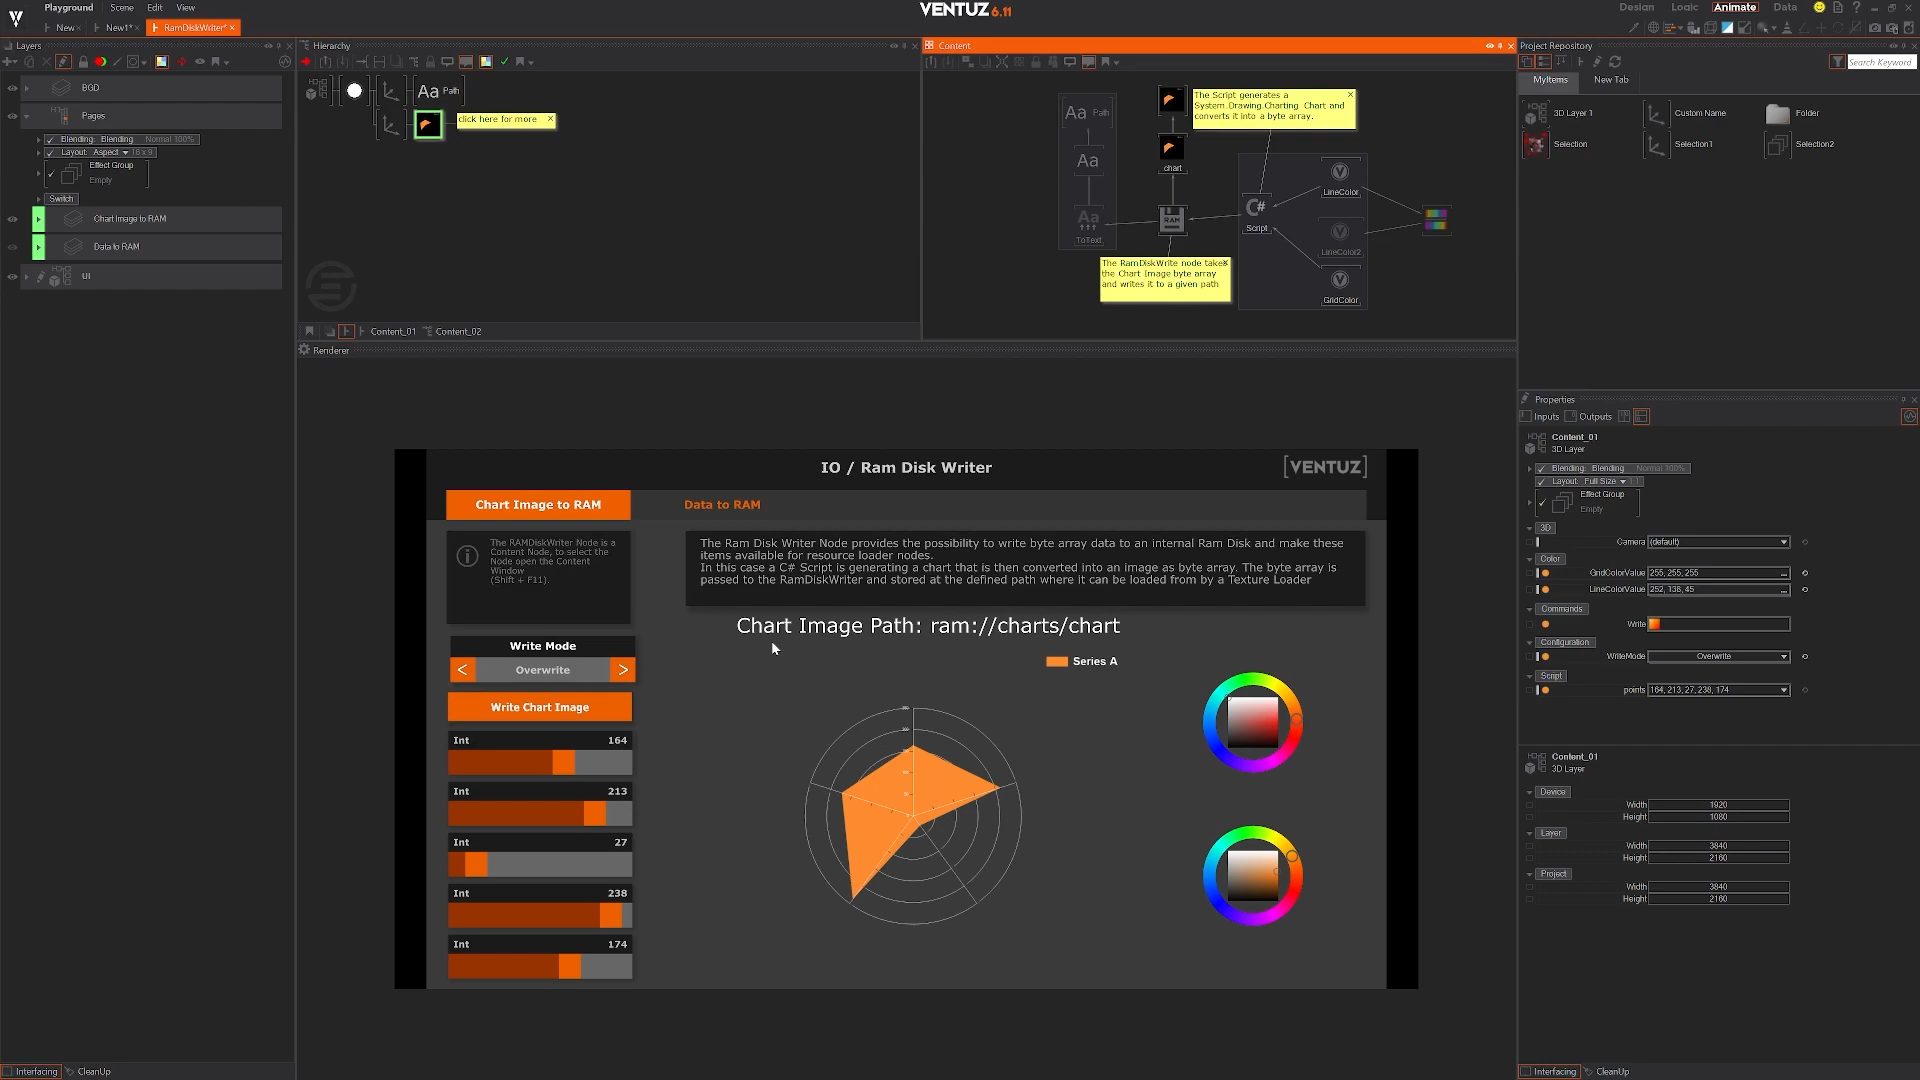 Playground Scene Edit View
VENTUZ 6.11
Design Logic Animate Data
New New1* RamDiskWriter*
Layers
BGD
Pages
Blending: Blending Normal 100%
Layout: Aspect 16 x 9
Effect Group
Empty
Switch
Chart Image to RAM
Data to RAM
UI
Interfacing CleanUp
Hierarchy
Aa Path
click here for more
Content_01 Content_02
Content
Aa Path
Aa
Aa
ToText
chart
RAM
The Script generates a
System.Drawing.Charting Chart and
converts it into a byte array.
C#
Script
LineColor
LineColor2
GridColor
The RamDiskWrite node takes
the Chart Image byte array
and writes it to a given path
Renderer
IO / Ram Disk Writer
[VENTUZ]
Chart Image to RAM
Data to RAM
The RAMDiskWriter Node is a
Content Node, to select the
Node open the Content
Window
(Shift + F11).
The Ram Disk Writer Node provides the possibility to write byte array data to an internal Ram Disk and make these
items available for resource loader nodes.
In this case a C# Script is generating a chart that is then converted into an image as byte array. The byte array is
passed to the RamDiskWriter and stored at the defined path where it can be loaded from by a Texture Loader
Chart Image Path: ram://charts/chart
Write Mode
< Overwrite >
Write Chart Image
Int 164
Int 213
Int 27
Int 238
Int 174
Series A
Project Repository
Search Keyword
MyItems New Tab
3D Layer 1 Custom Name Folder
Selection Selection1 Selection2
Properties
Inputs Outputs
Content_01
3D Layer
Blending: Blending Normal 100%
Layout: Full Size 1:1
Effect Group
Empty
3D
Camera (default)
Color
GridColorValue 255, 255, 255
LineColorValue 252, 138, 45
Commands
Write
Configuration
WriteMode Overwrite
Script
points 164, 213, 27, 238, 174
Content_01
3D Layer
Device
Width 1920
Height 1080
Layer
Width 3840
Height 2160
Project
Width 3840
Height 2160
Interfacing CleanUp